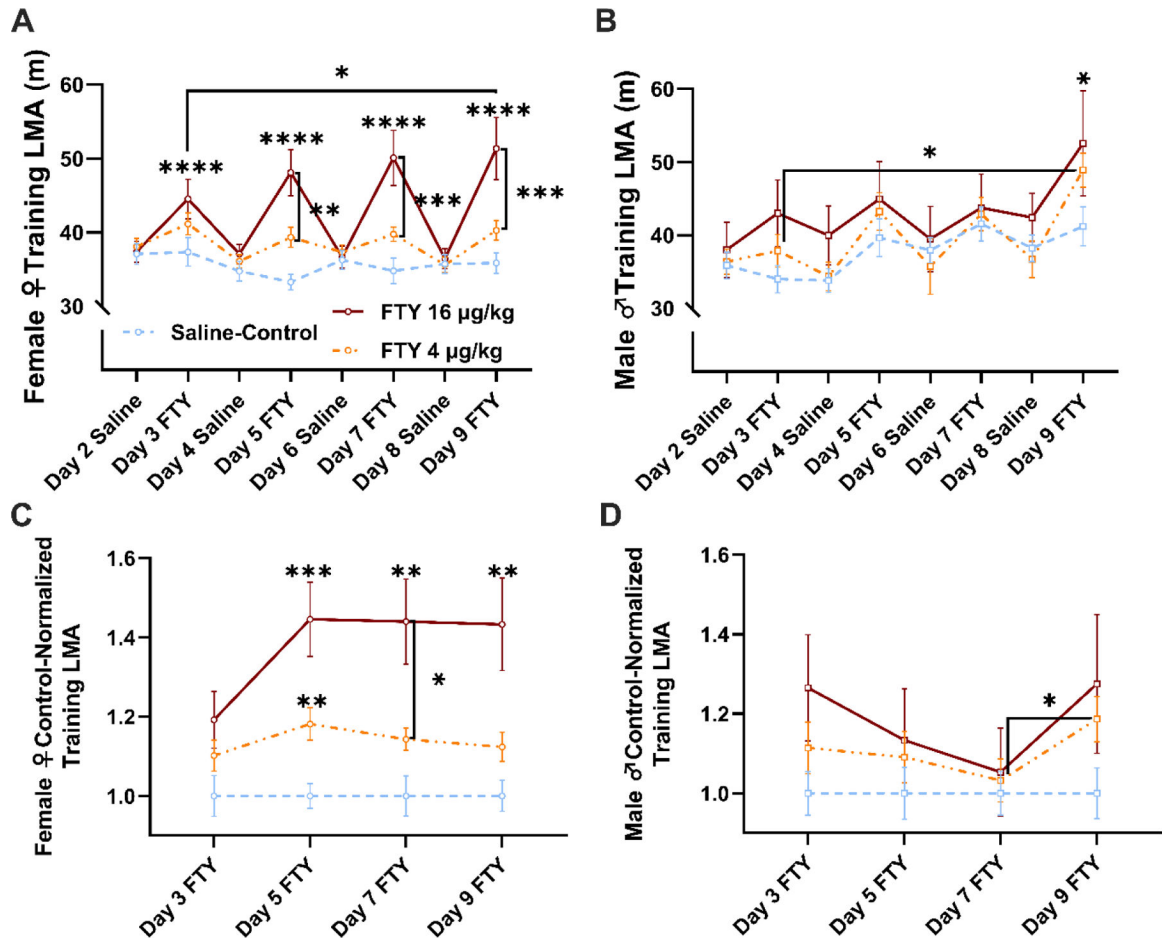 A
Female ♀Training LMA (m)
60
50
40
30
*
****
****
****
****
**
***
***
Saline-Control
FTY 16 µg/kg
FTY 4 µg/kg
Day 2 Saline
Day 3 FTY
Day 4 Saline
Day 5 FTY
Day 6 Saline
Day 7 FTY
Day 8 Saline
Day 9 FTY
B
Male ♂Training LMA (m)
60
50
40
30
*
*
Day 2 Saline
Day 3 FTY
Day 4 Saline
Day 5 FTY
Day 6 Saline
Day 7 FTY
Day 8 Saline
Day 9 FTY
C
Female ♀Control-Normalized
Training LMA
1.6
1.4
1.2
1.0
***
**
**
**
*
Day 3 FTY
Day 5 FTY
Day 7 FTY
Day 9 FTY
D
Male ♂Control-Normalized
Training LMA
1.6
1.4
1.2
1.0
*
Day 3 FTY
Day 5 FTY
Day 7 FTY
Day 9 FTY